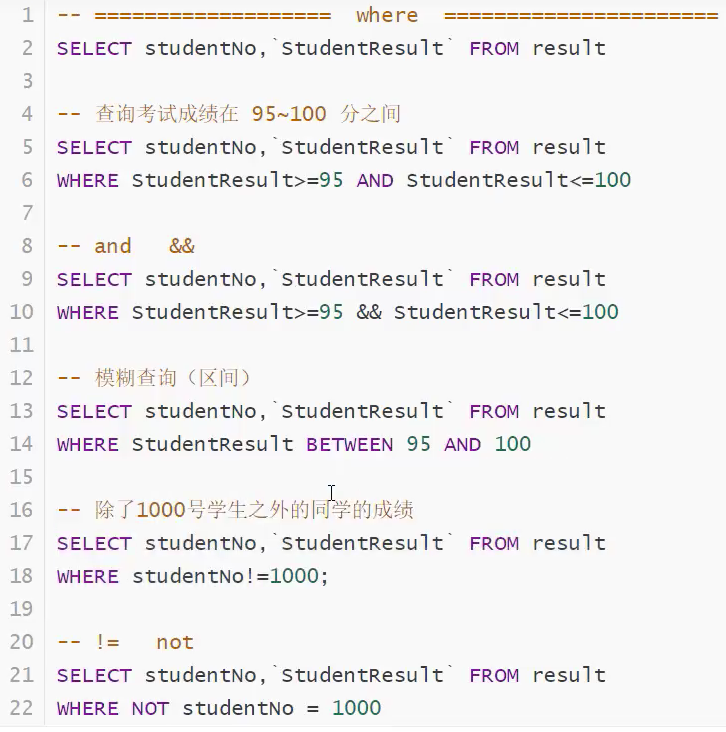 1 -- ===================  where  ======================
2 SELECT studentNo,`StudentResult` FROM result
3
4 -- 查询考试成绩在 95~100 分之间
5 SELECT studentNo,`StudentResult` FROM result
6 WHERE StudentResult>=95 AND StudentResult<=100
7
8 -- and   &&
9 SELECT studentNo,`StudentResult` FROM result
10 WHERE StudentResult>=95 && StudentResult<=100
11
12 -- 模糊查询（区间）
13 SELECT studentNo,`StudentResult` FROM result
14 WHERE StudentResult BETWEEN 95 AND 100
15
16 -- 除了1000号学生之外的同学的成绩
17 SELECT studentNo,`StudentResult` FROM result
18 WHERE studentNo!=1000;
19
20 -- !=   not
21 SELECT studentNo,`StudentResult` FROM result
22 WHERE NOT studentNo = 1000